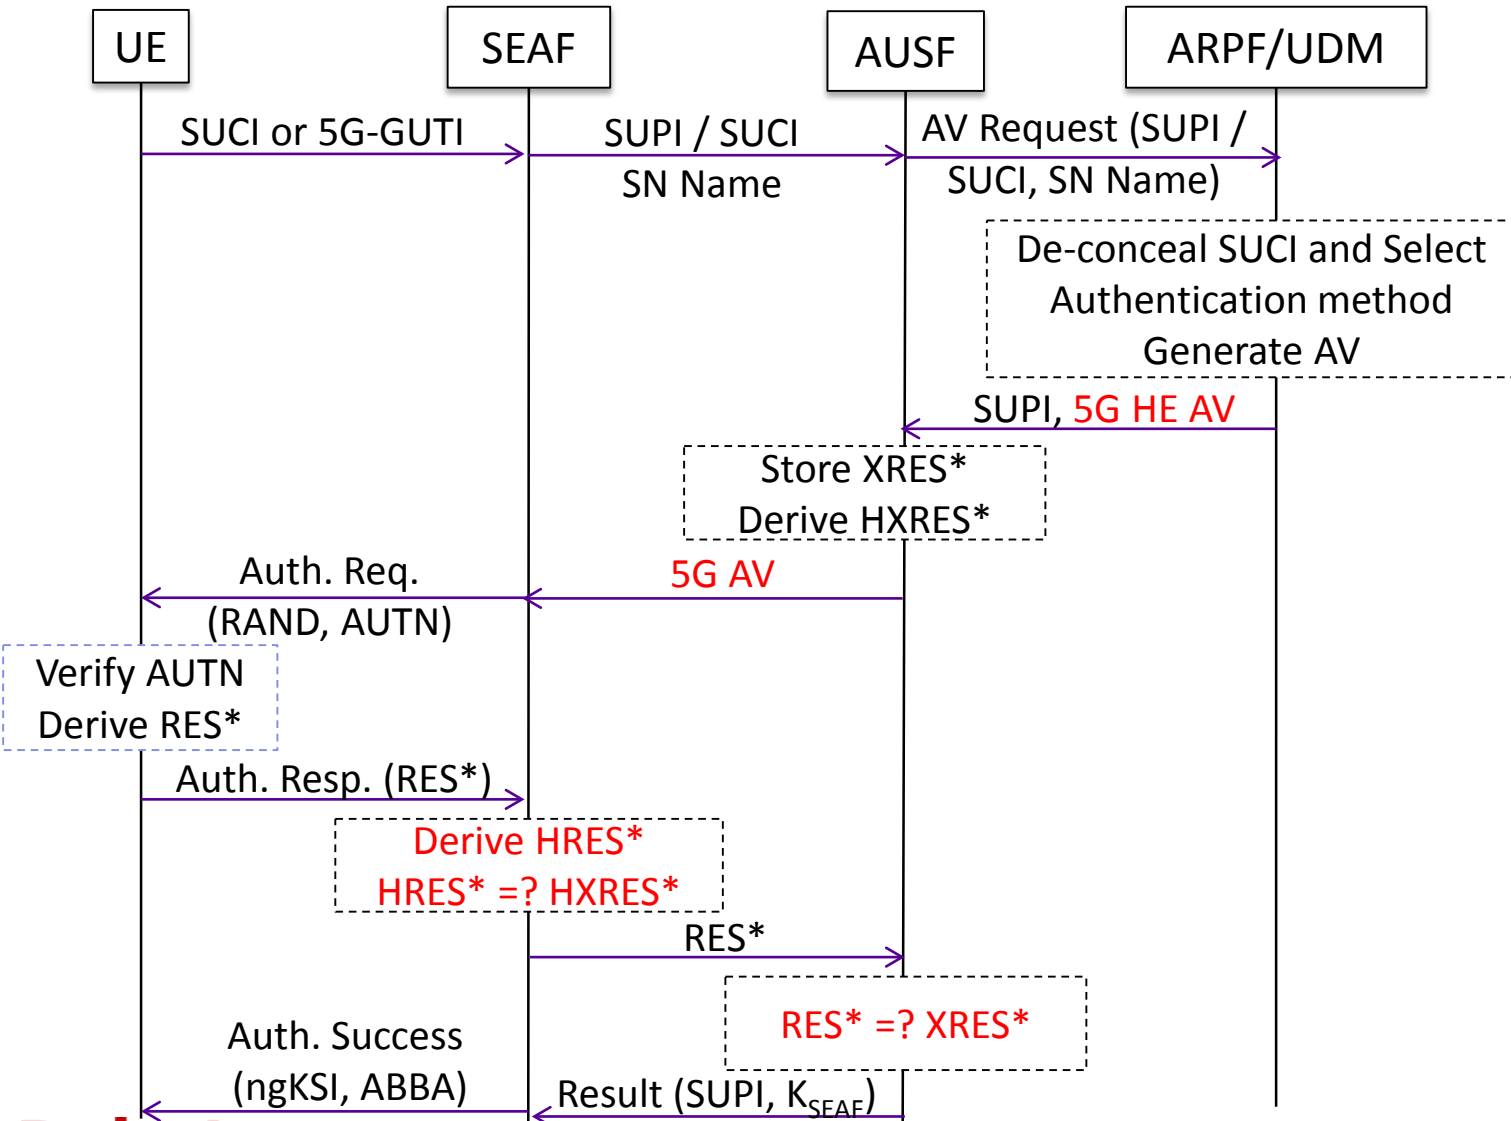 UE
SEAF
AUSF
ARPF/UDM
SUCI or 5G-GUTI
SUPI / SUCI
SN Name
AV Request (SUPI /
SUCI, SN Name)
De-conceal SUCI and Select
Authentication method
Generate AV
SUPI, 5G HE AV
Store XRES*
Derive HXRES*
5G AV
Auth. Req.
(RAND, AUTN)
Verify AUTN
Derive RES*
Auth. Resp. (RES*)
Derive HRES*
HRES* =? HXRES*
RES*
RES* =? XRES*
Result (SUPI, KSEAF)
Auth. Success
(ngKSI, ABBA)